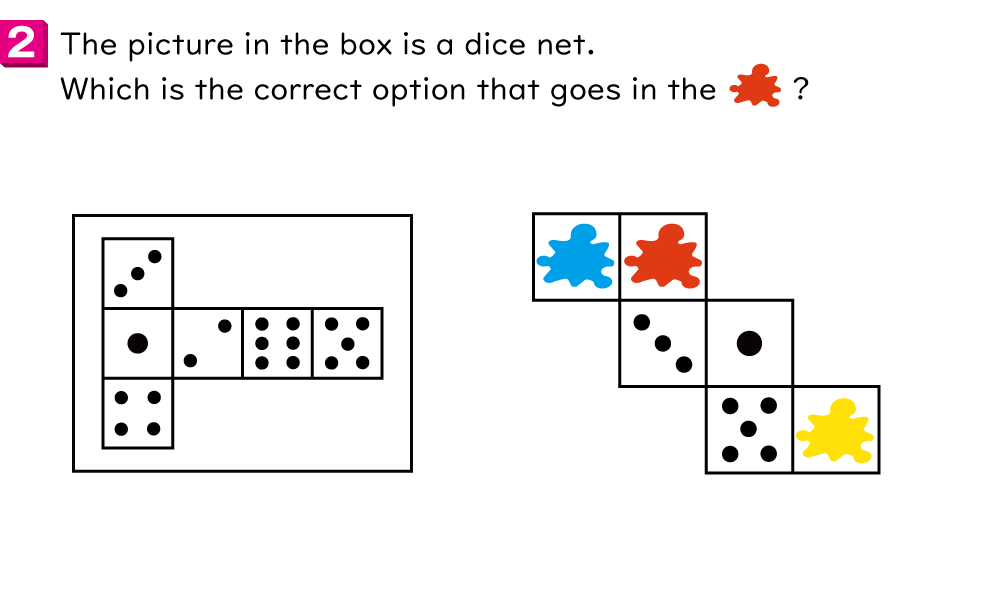 2 The picture in the box is a dice net.
Which is the correct option that goes in the ?